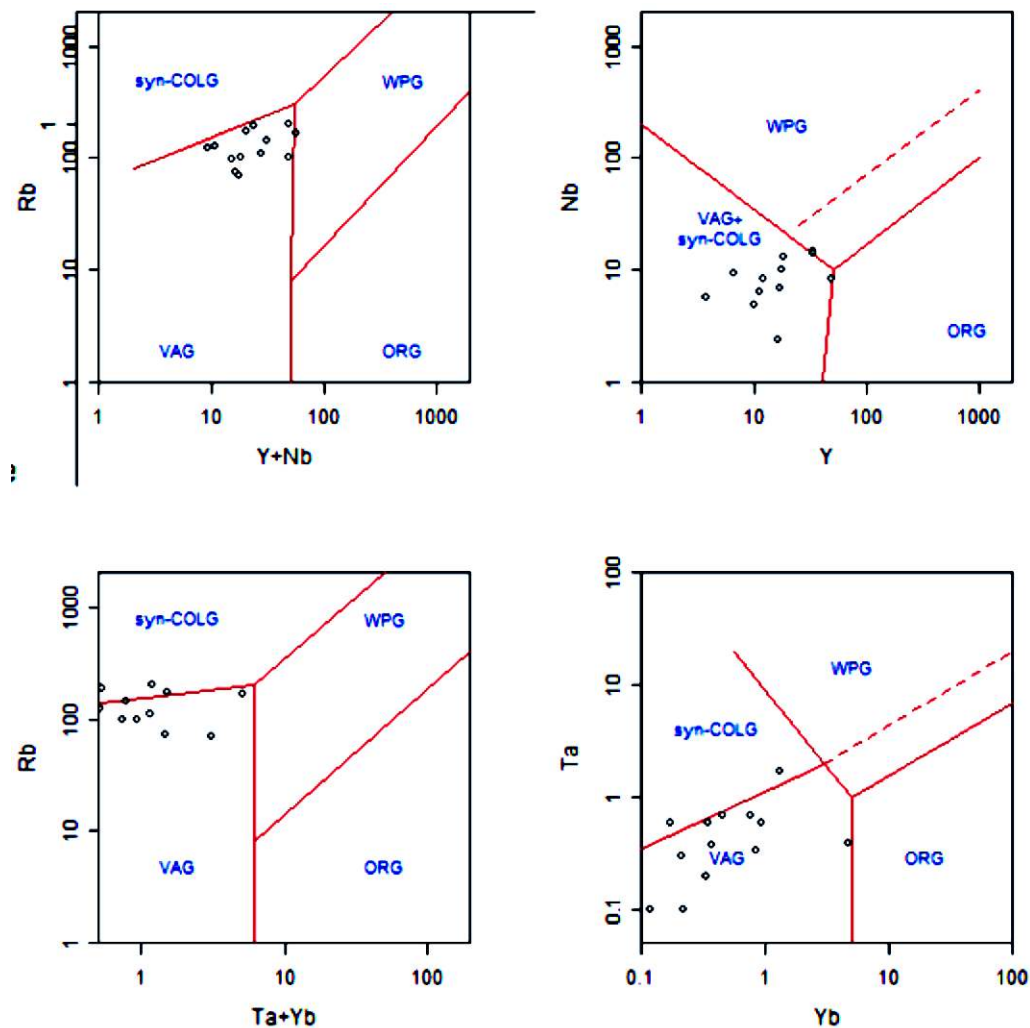 1000
1
100
10
1
Rb
syn-COLG
WPG
VAG
ORG
1 10 100 1000
Y+Nb
1000
100
10
1
Nb
WPG
VAG+
syn-COLG
ORG
1 10 100 1000
Y
1000
100
10
1
Rb
syn-COLG
WPG
VAG
ORG
1 10 100
Ta+Yb
100
10
1
0.1
Ta
WPG
syn-COLG
VAG
ORG
0.1 1 10 100
Yb